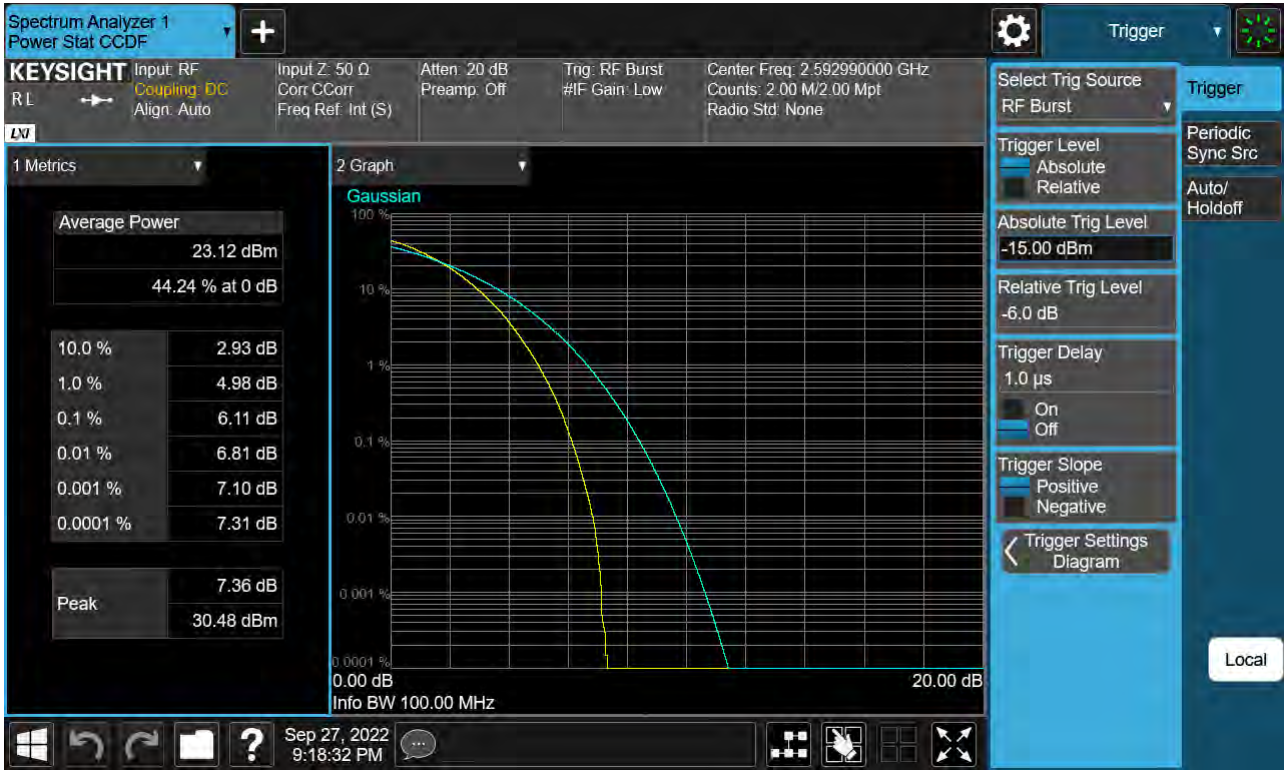 Spectrum Analyzer 1
Power Stat CCDF
+
Trigger
KEYSIGHT
RL
LXI
Input: RF
Coupling: DC
Align: Auto
Input Z: 50 Ω
Corr CCorr
Freq Ref: Int (S)
Atten: 20 dB
Preamp: Off
Trig: RF Burst
#IF Gain: Low
Center Freq: 2.592990000 GHz
Counts: 2.00 M/2.00 Mpt
Radio Std: None
1 Metrics
Average Power
23.12 dBm
44.24 % at 0 dB
10.0 % 2.93 dB
1.0 % 4.98 dB
0.1 % 6.11 dB
0.01 % 6.81 dB
0.001 % 7.10 dB
0.0001 % 7.31 dB
Peak
7.36 dB
30.48 dBm
2 Graph
Gaussian
100 %
10 %
1 %
0.1 %
0.01 %
0.001 %
0.0001 %
0.00 dB 20.00 dB
Info BW 100.00 MHz
Select Trig Source
RF Burst
Trigger Level
Absolute
Relative
Absolute Trig Level
-15.00 dBm
Relative Trig Level
-6.0 dB
Trigger Delay
1.0 µs
On
Off
Trigger Slope
Positive
Negative
Trigger Settings
Diagram
Trigger
Periodic
Sync Src
Auto/
Holdoff
Local
?
Sep 27, 2022
9:18:32 PM